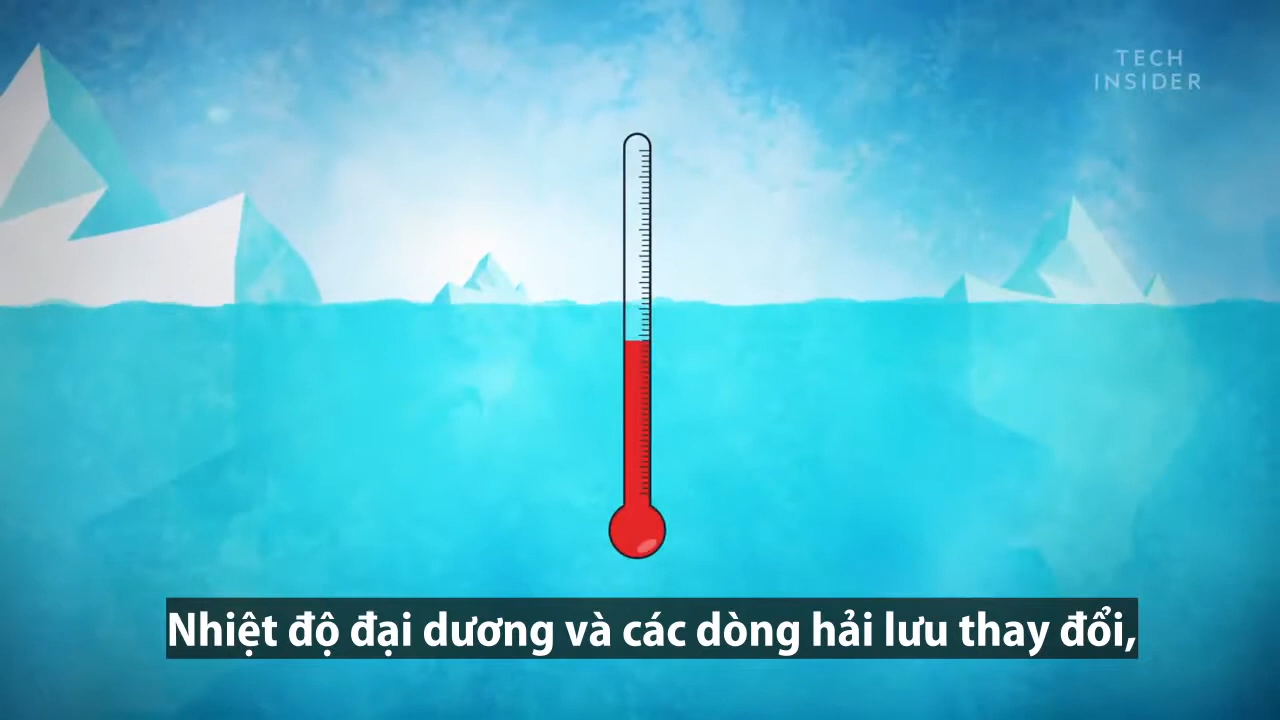 TECH
INSIDER
Nhiệt độ đại dương và các dòng hải lưu thay đổi,